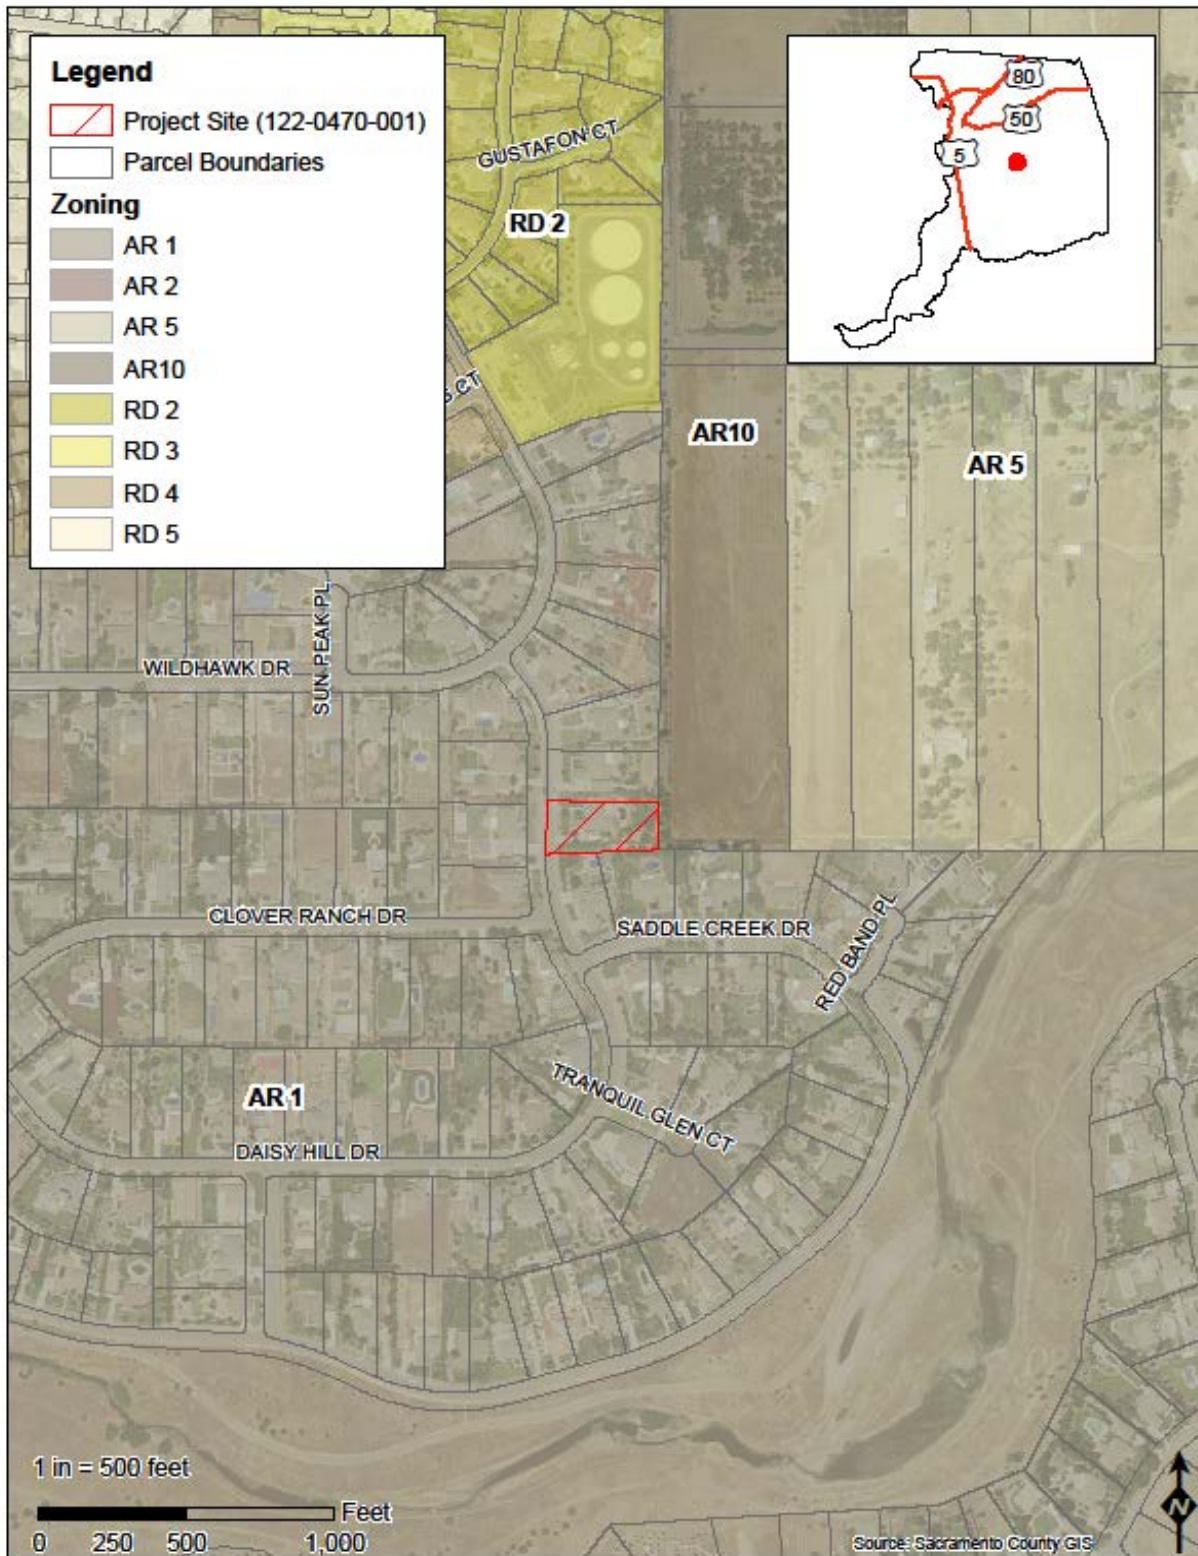 Legend
Project Site (122-0470-001)
Parcel Boundaries
Zoning
AR 1
AR 2
AR 5
AR10
RD 2
RD 3
RD 4
RD 5
80
50
5
GUSTAFON CT
RD 2
CT
AR10
AR 5
SUN PEAK PL
WILDHAWK DR
CLOVER RANCH DR
SADDLE CREEK DR
RED BAND PL
TRANQUIL GLEN CT
AR 1
DAISY HILL DR
1 in = 500 feet
Feet
0 250 500 1,000
N
Source: Sacramento County GIS